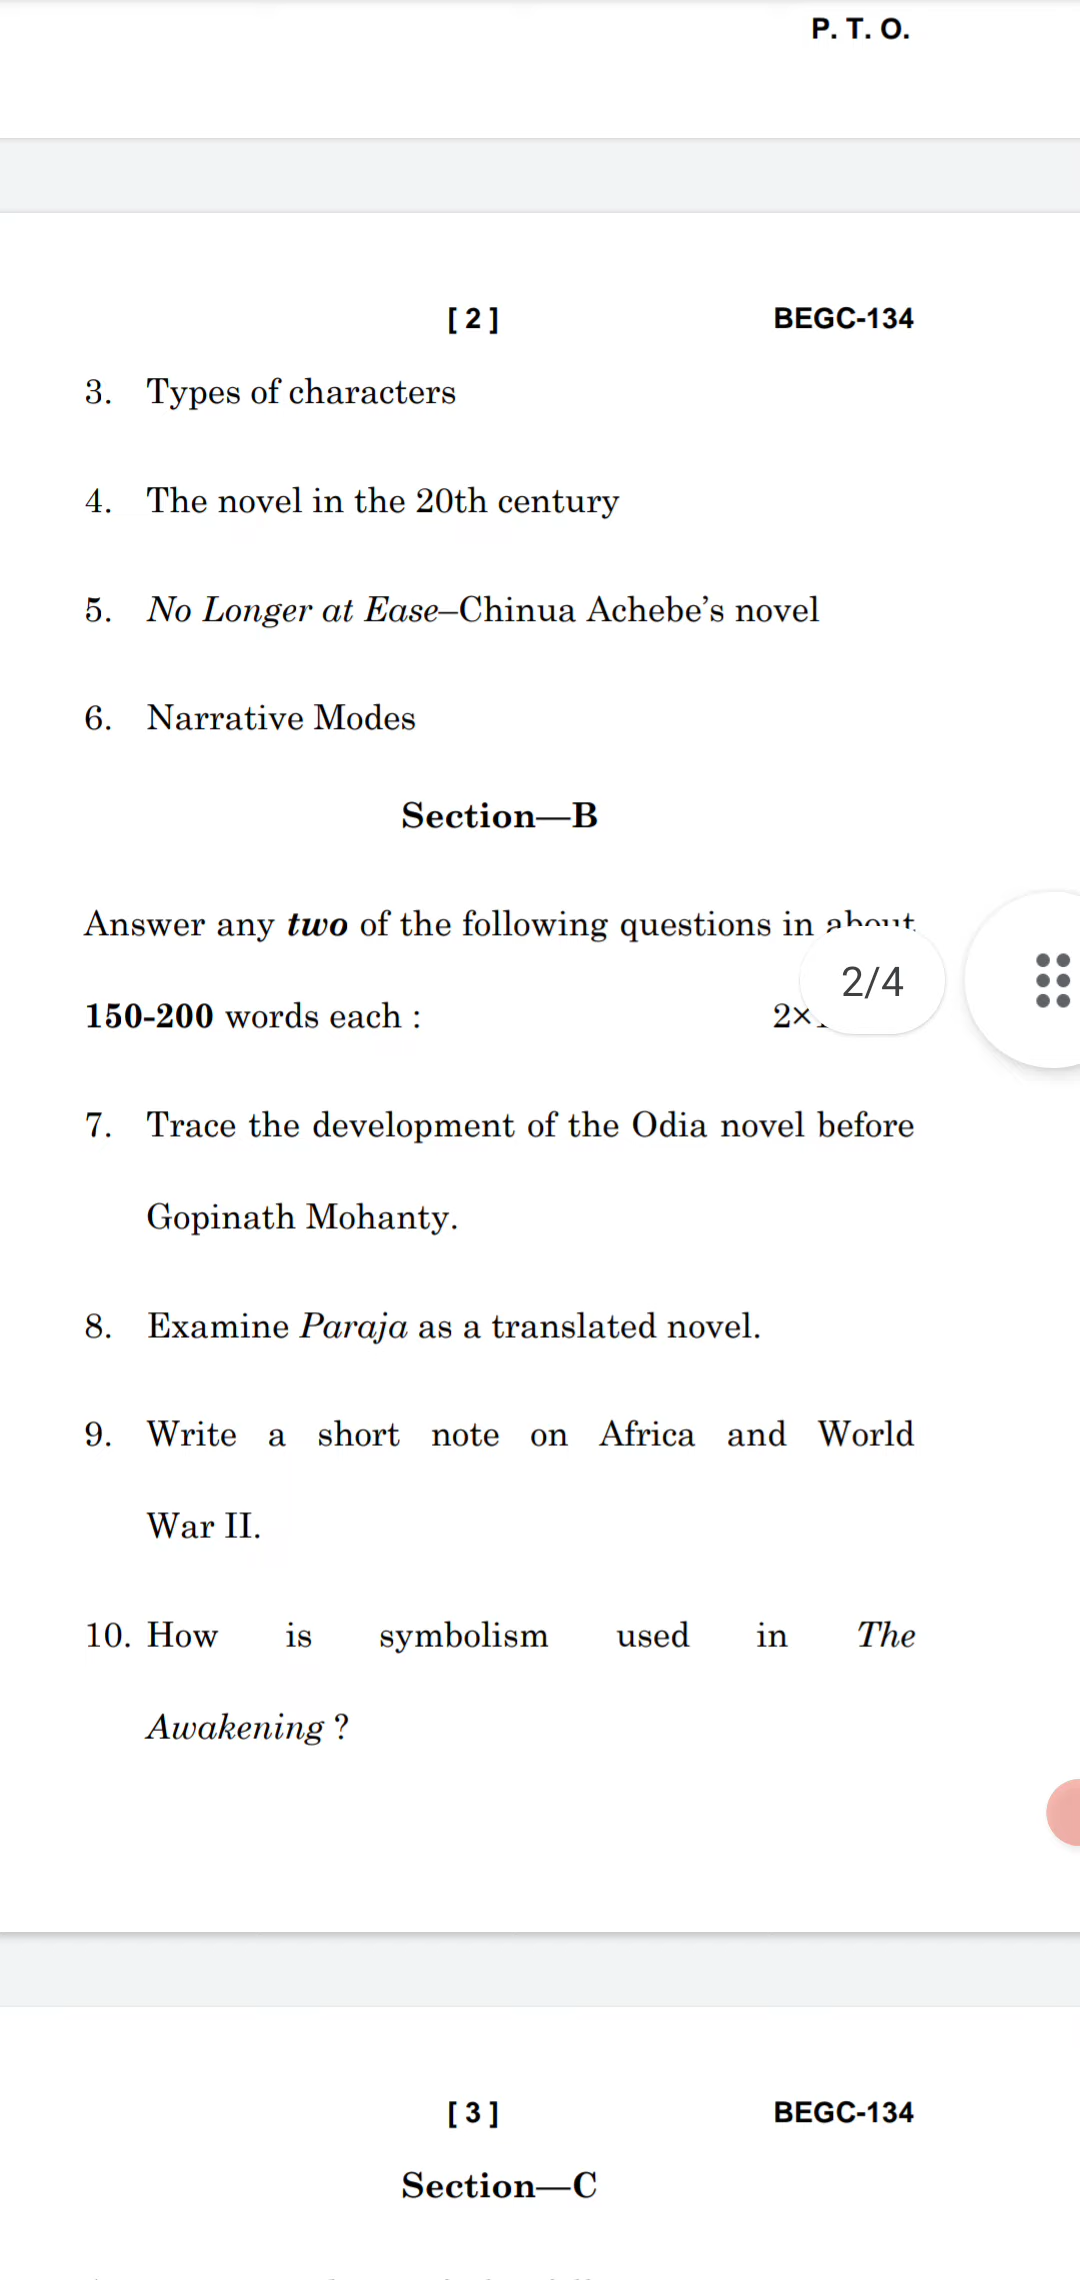 P. T. O.
[ 2 ] BEGC-134
3. Types of characters
4. The novel in the 20th century
5. No Longer at Ease–Chinua Achebe’s novel
6. Narrative Modes
Section—B
Answer any two of the following questions in about
2/4
150-200 words each : 2×
7. Trace the development of the Odia novel before
Gopinath Mohanty.
8. Examine Paraja as a translated novel.
9. Write a short note on Africa and World
War II.
10. How is symbolism used in The
Awakening ?
[ 3 ] BEGC-134
Section—C